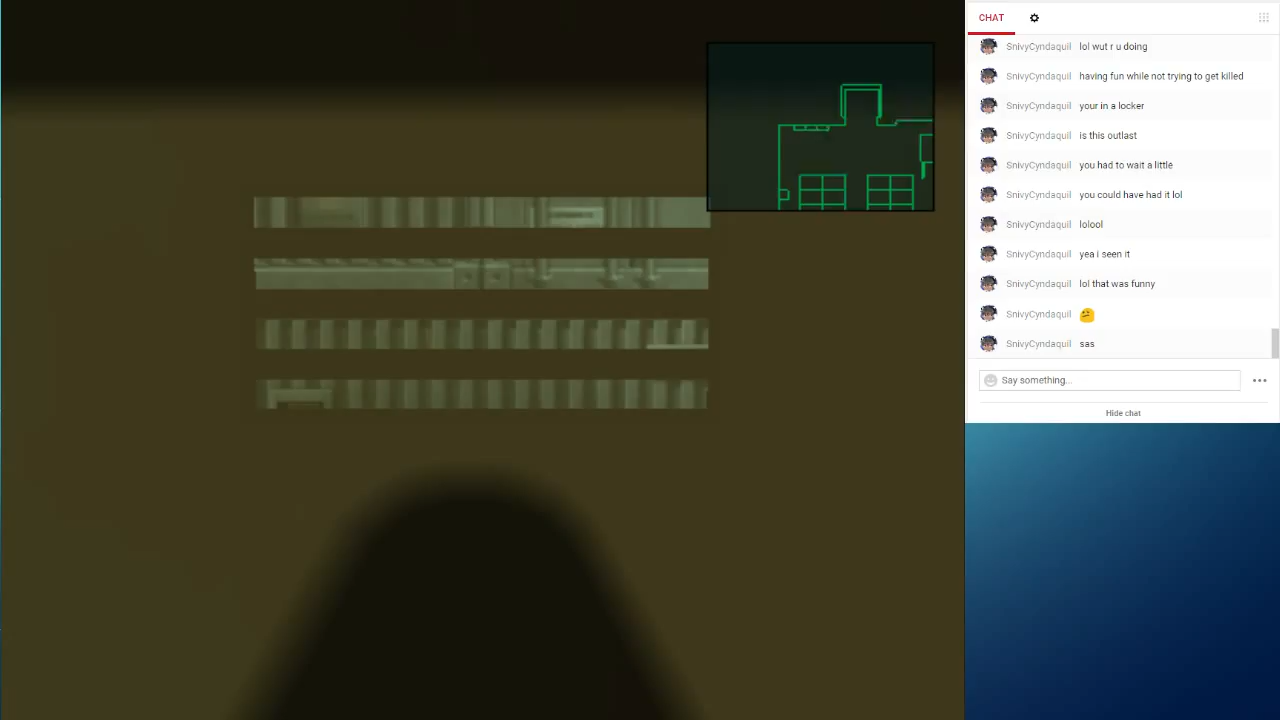 CHAT
SnivyCyndaquil lol wut r u doing
SnivyCyndaquil having fun while not trying to get killed
SnivyCyndaquil your in a locker
SnivyCyndaquil is this outlast
SnivyCyndaquil you had to wait a little
SnivyCyndaquil you could have had it lol
SnivyCyndaquil lolool
SnivyCyndaquil yea i seen it
SnivyCyndaquil lol that was funny
SnivyCyndaquil 🤔
SnivyCyndaquil sas
Say something...
Hide chat